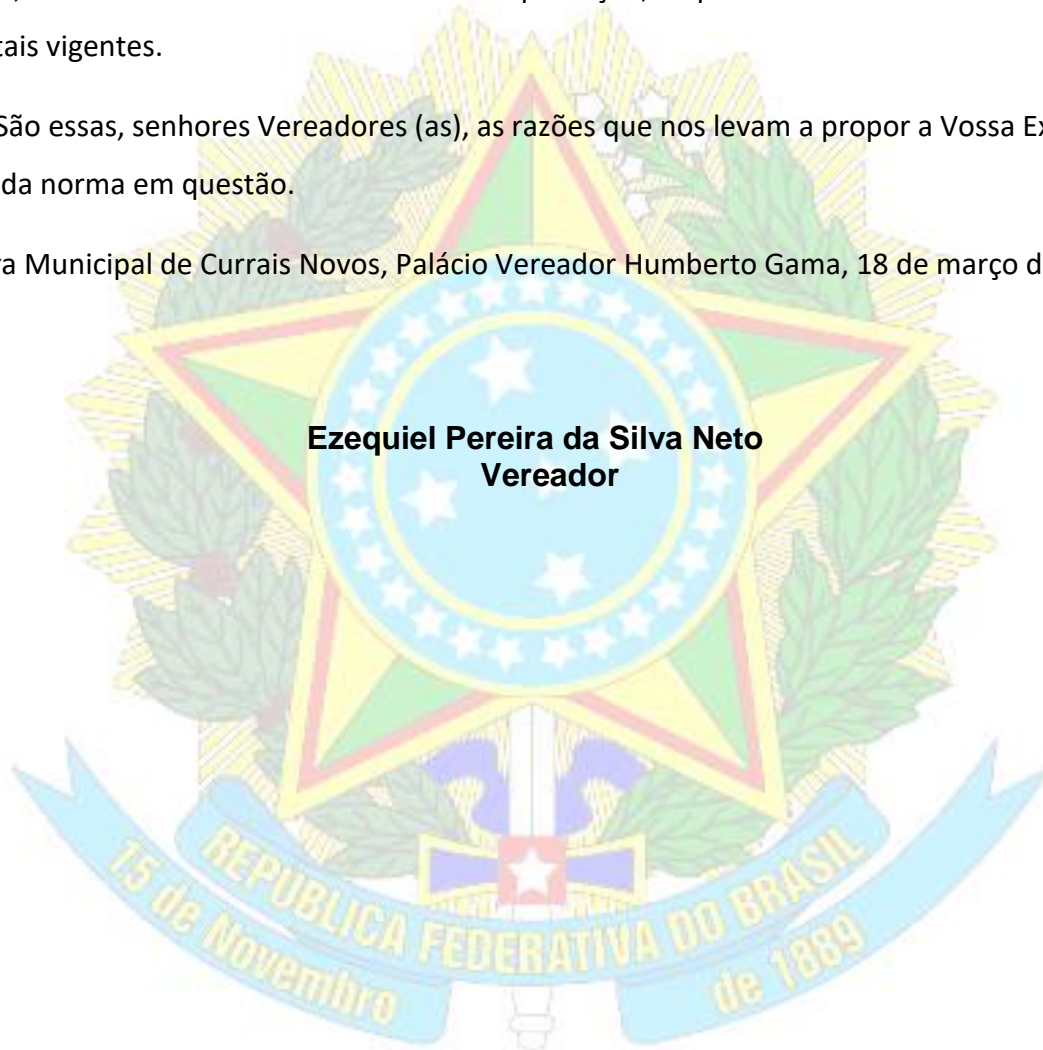 tais vigentes.
São essas, senhores Vereadores (as), as razões que nos levam a propor a Vossa Ex
da norma em questão.
ra Municipal de Currais Novos, Palácio Vereador Humberto Gama, 18 de março d
Ezequiel Pereira da Silva Neto
Vereador
REPUBLICA FEDERATIVA DO BRASIL
15 de Novembro
de 1889